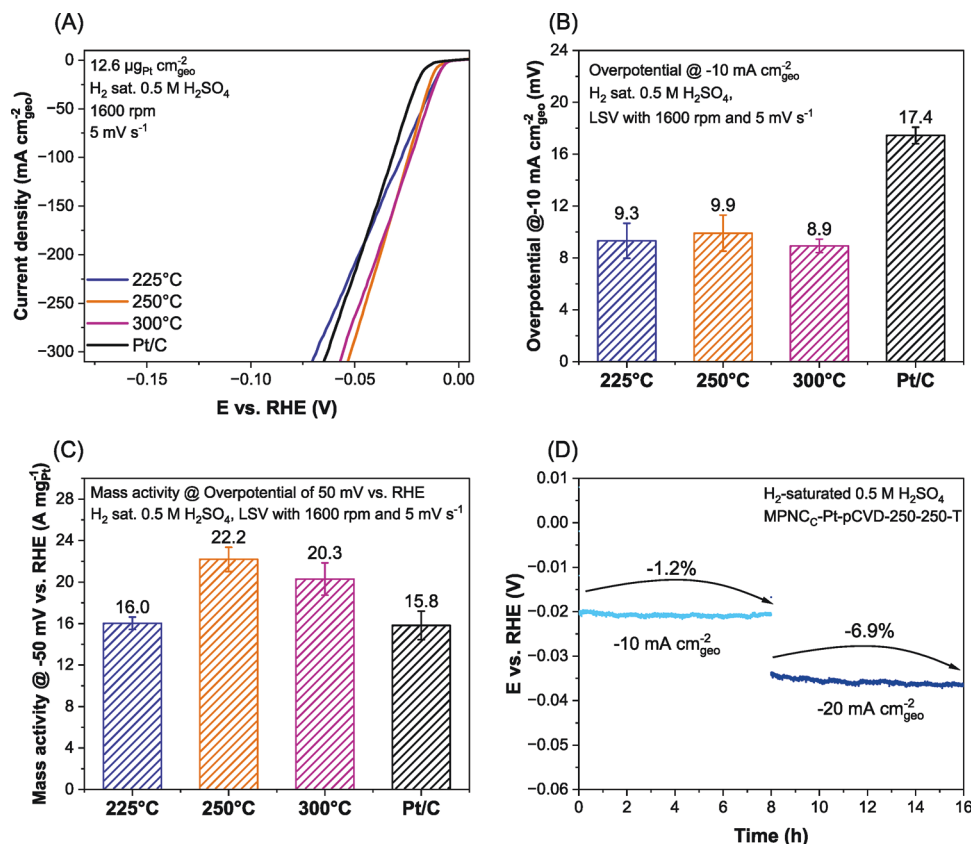 (A)
12.6 µgPt cm-2geo
H2 sat. 0.5 M H2SO4
1600 rpm
5 mV s-1
225°C
250°C
300°C
Pt/C
Current density (mA cm-2geo)
0
−50
−100
−150
−200
−250
−300
−0.15
−0.10
−0.05
0.00
E vs. RHE (V)
(B)
Overpotential @ -10 mA cm-2geo
H2 sat. 0.5 M H2SO4,
LSV with 1600 rpm and 5 mV s-1
9.3
9.9
8.9
17.4
Overpotential @-10 mA cm-2geo (mV)
24
20
16
12
8
4
0
225°C
250°C
300°C
Pt/C
(C)
Mass activity @ Overpotential of 50 mV vs. RHE
H2 sat. 0.5 M H2SO4, LSV with 1600 rpm and 5 mV s-1
16.0
22.2
20.3
15.8
Mass activity @ -50 mV vs. RHE (A mg-1Pt)
28
24
20
16
12
8
4
0
225°C
250°C
300°C
Pt/C
(D)
H2-saturated 0.5 M H2SO4
MPNCC-Pt-pCVD-250-250-T
-1.2%
-10 mA cm-2geo
-6.9%
-20 mA cm-2geo
E vs. RHE (V)
0.01
0.00
−0.01
−0.02
−0.03
−0.04
−0.05
−0.06
0
2
4
6
8
10
12
14
16
Time (h)